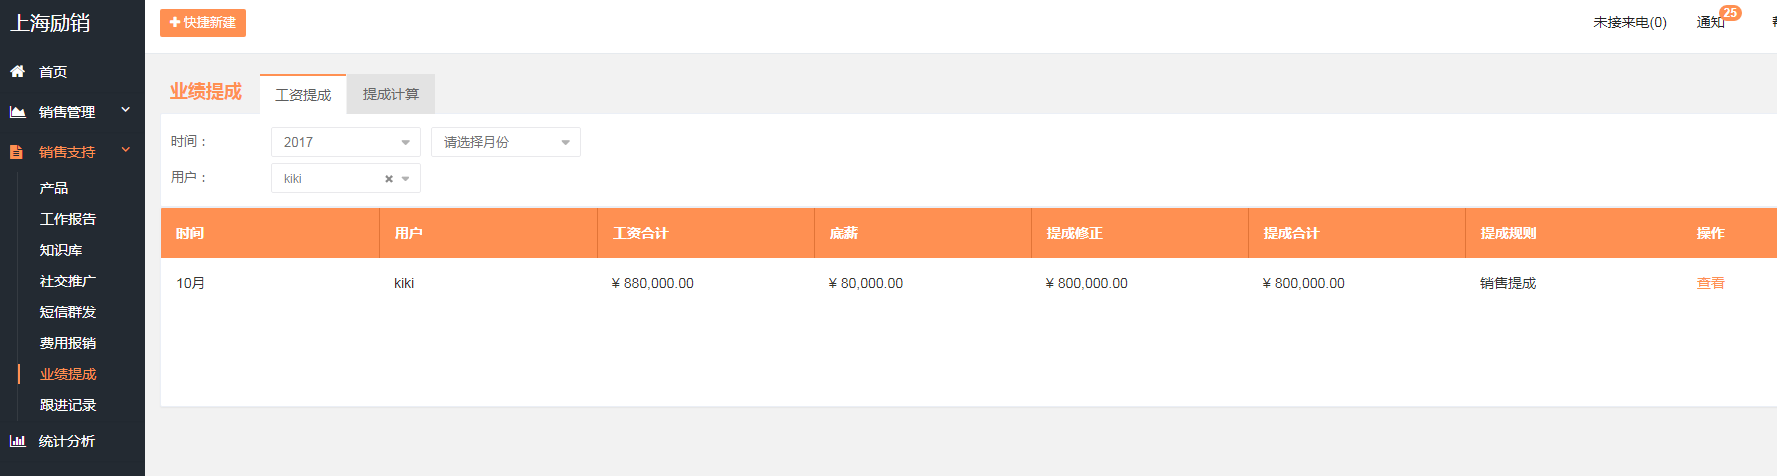 上海励销
快捷新建
未接来电(0)
通知
25
首页
销售管理
销售支持
产品
工作报告
知识库
社交推广
短信群发
费用报销
业绩提成
跟进记录
统计分析
业绩提成
工资提成
提成计算
时间：
2017
请选择月份
用户：
kiki
时间 用户 工资合计 底薪 提成修正 提成合计 提成规则 操作
10月 kiki ¥ 880,000.00 ¥ 80,000.00 ¥ 800,000.00 ¥ 800,000.00 销售提成 查看